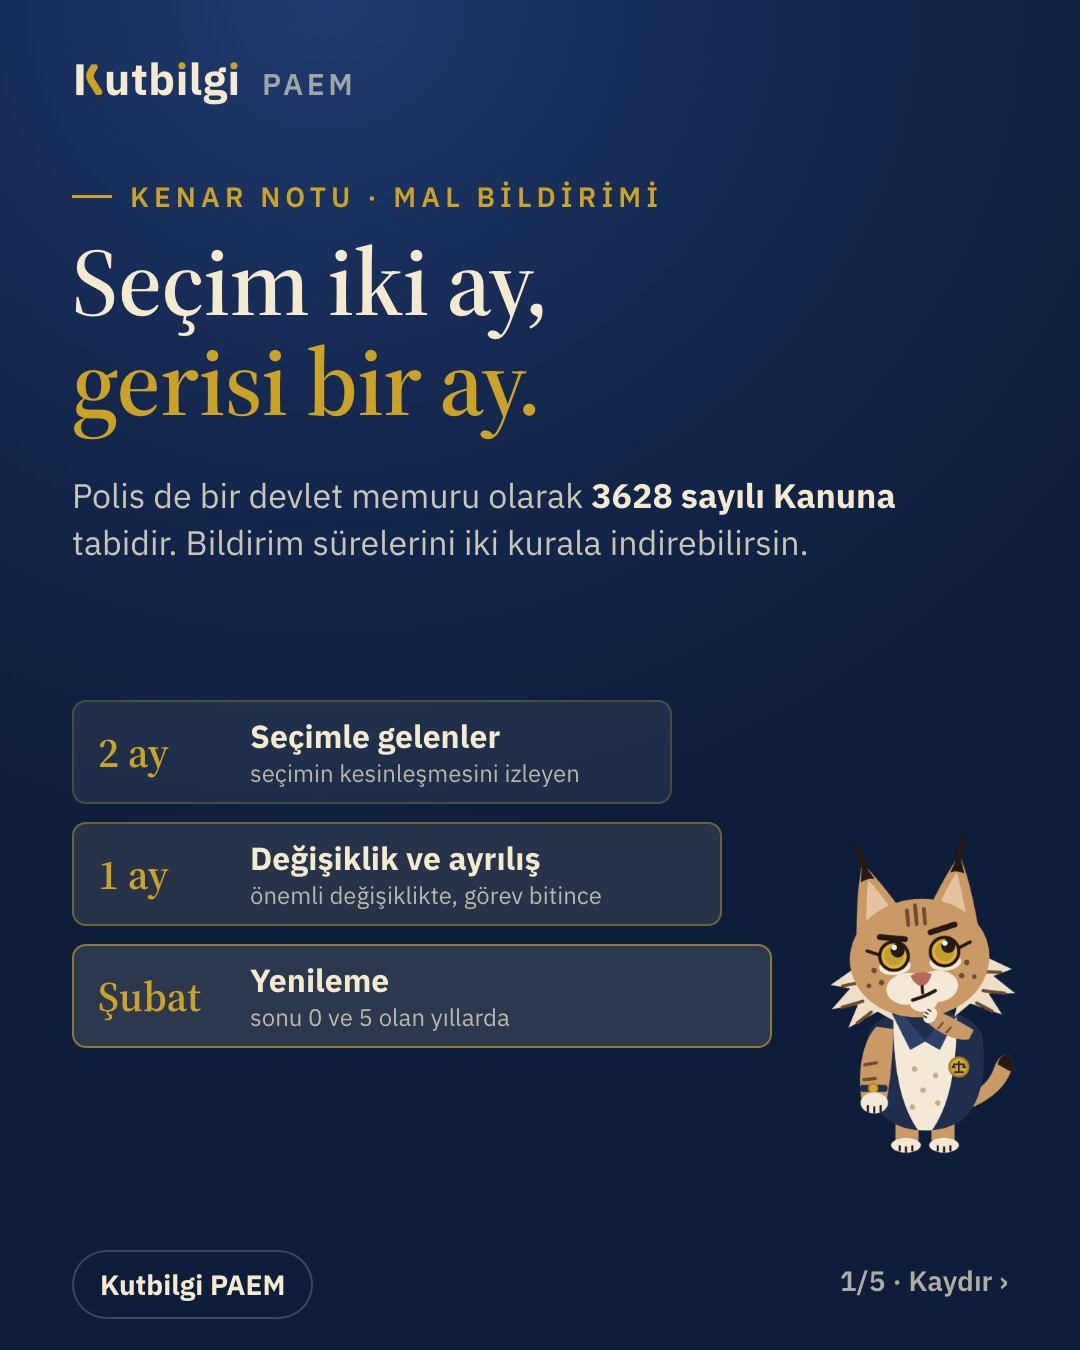 Kutbilgi PAEM
KENAR NOTU · MAL BİLDİRİMİ
Seçim iki ay,
gerisi bir ay.
Polis de bir devlet memuru olarak 3628 sayılı Kanuna
tabidir. Bildirim sürelerini iki kurala indirebilirsin.
2 ay
Seçimle gelenler
seçimin kesinleşmesini izleyen
1 ay
Değişiklik ve ayrılış
önemli değişiklikte, görev bitince
Şubat
Yenileme
sonu 0 ve 5 olan yıllarda
Kutbilgi PAEM
1/5 · Kaydır ›